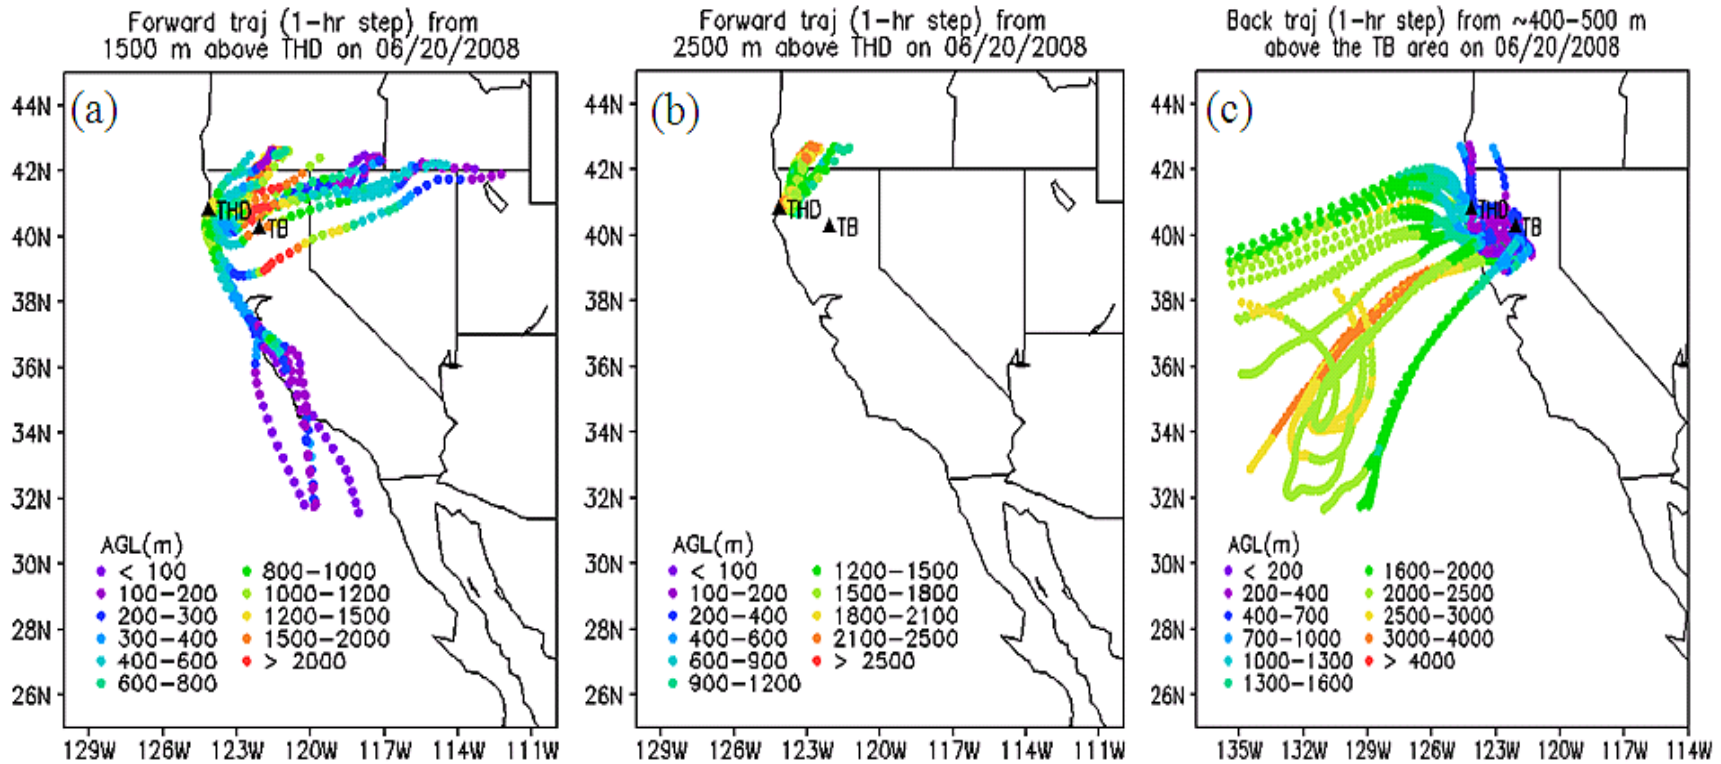 Forward traj (1-hr step) from
1500 m above THD on 06/20/2008
(a)
44N
42N
40N
38N
36N
34N
32N
30N
28N
26N
THD
TB
AGL(m)
< 100
100-200
200-300
300-400
400-600
600-800
800-1000
1000-1200
1200-1500
1500-2000
> 2000
129W 126W 123W 120W 117W 114W 111W
Forward traj (1-hr step) from
2500 m above THD on 06/20/2008
(b)
44N
42N
40N
38N
36N
34N
32N
30N
28N
26N
THD
TB
AGL(m)
< 100
100-200
200-400
400-600
600-900
900-1200
1200-1500
1500-1800
1800-2100
2100-2500
> 2500
129W 126W 123W 120W 117W 114W 111W
Back traj (1-hr step) from ~400-500 m
above the TB area on 06/20/2008
(c)
44N
42N
40N
38N
36N
34N
32N
30N
28N
26N
THD
TB
AGL(m)
< 200
200-400
400-700
700-1000
1000-1300
1300-1600
1600-2000
2000-2500
2500-3000
3000-4000
> 4000
135W 132W 129W 126W 123W 120W 117W 114W